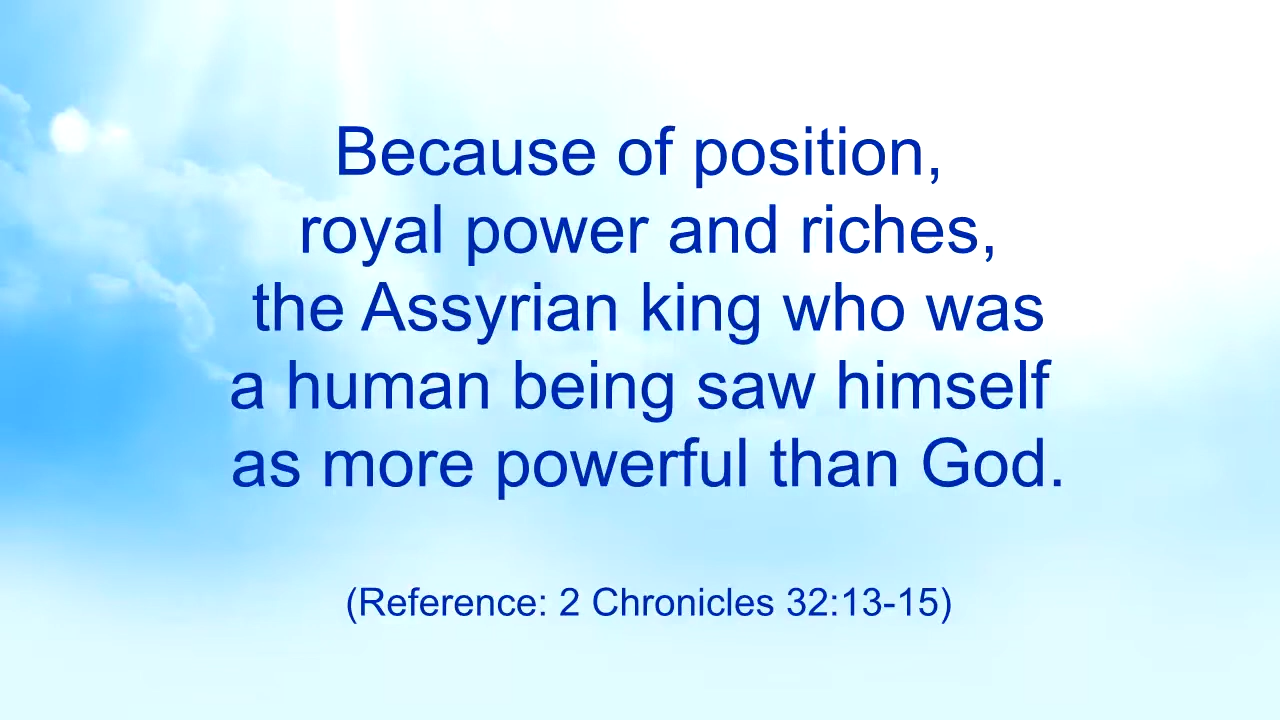 Because of position,
royal power and riches,
the Assyrian king who was
a human being saw himself
as more powerful than God.
(Reference: 2 Chronicles 32:13-15)